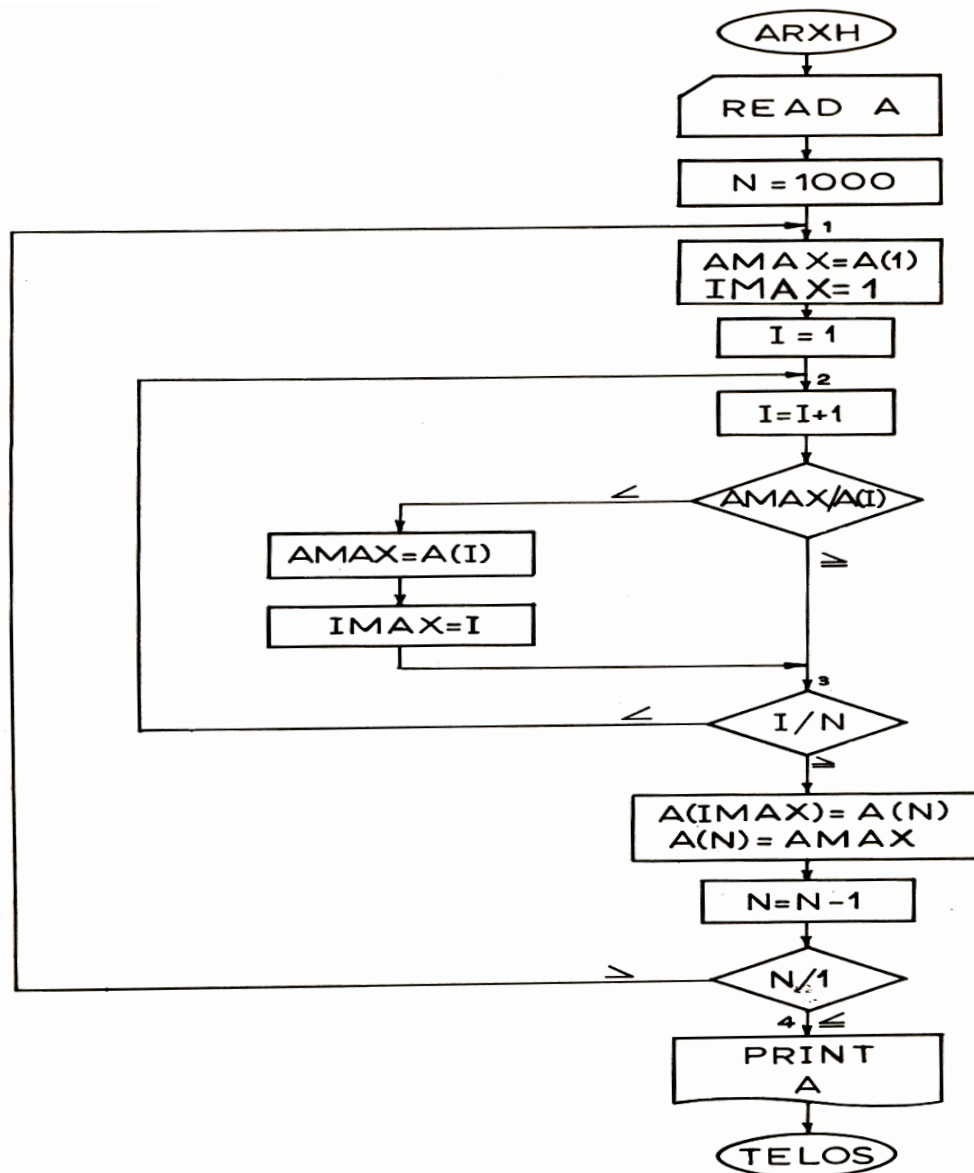 ARXH
READ A
N = 1000
1
AMAX=A(1)
IMAX=1
I = 1
2
I=I+1
AMAX/A(I)
<
≧
AMAX=A(I)
IMAX=I
3
I/N
<
≧
A(IMAX)=A(N)
A(N)=AMAX
N=N-1
N/1
>
4 ≦
PRINT
A
TELOS